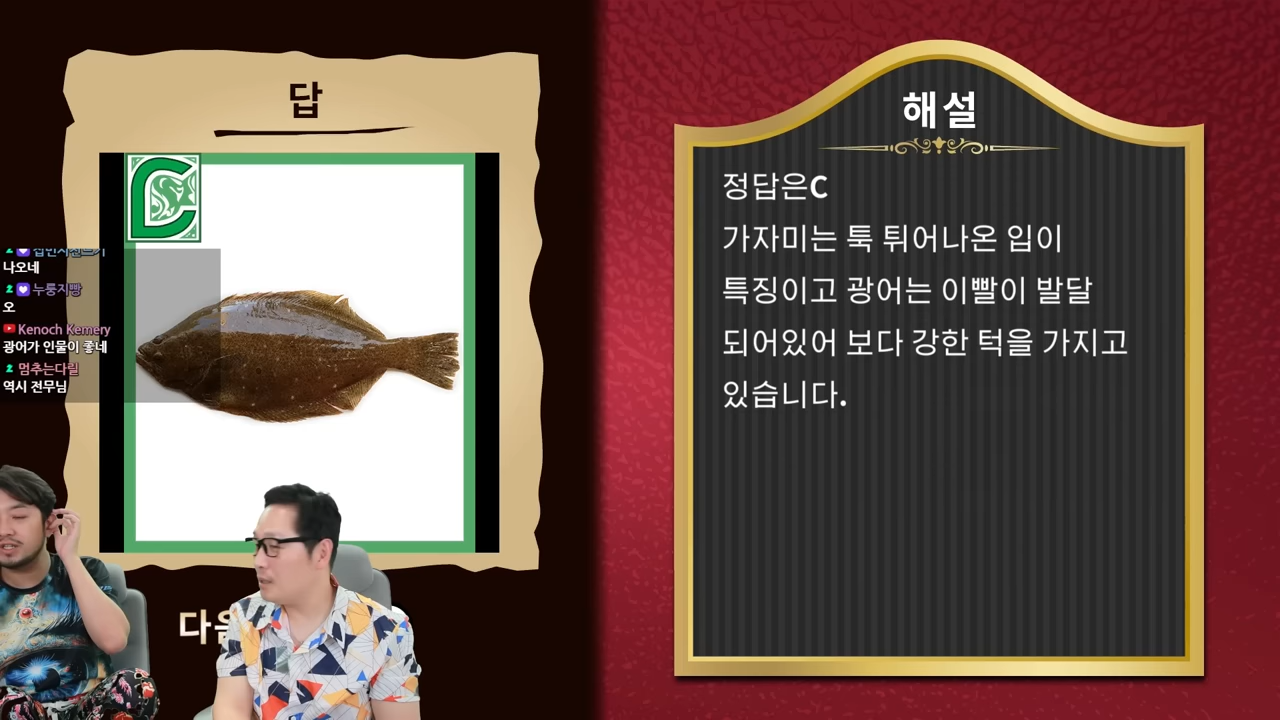 답
C
나오네
누룽지빵
오
Kenoch Kemery
광어가 인물이 좋네
멈추는다릴
역시 전무님
해설
정답은C
가자미는 툭 튀어나온 입이
특징이고 광어는 이빨이 발달
되어있어 보다 강한 턱을 가지고
있습니다.